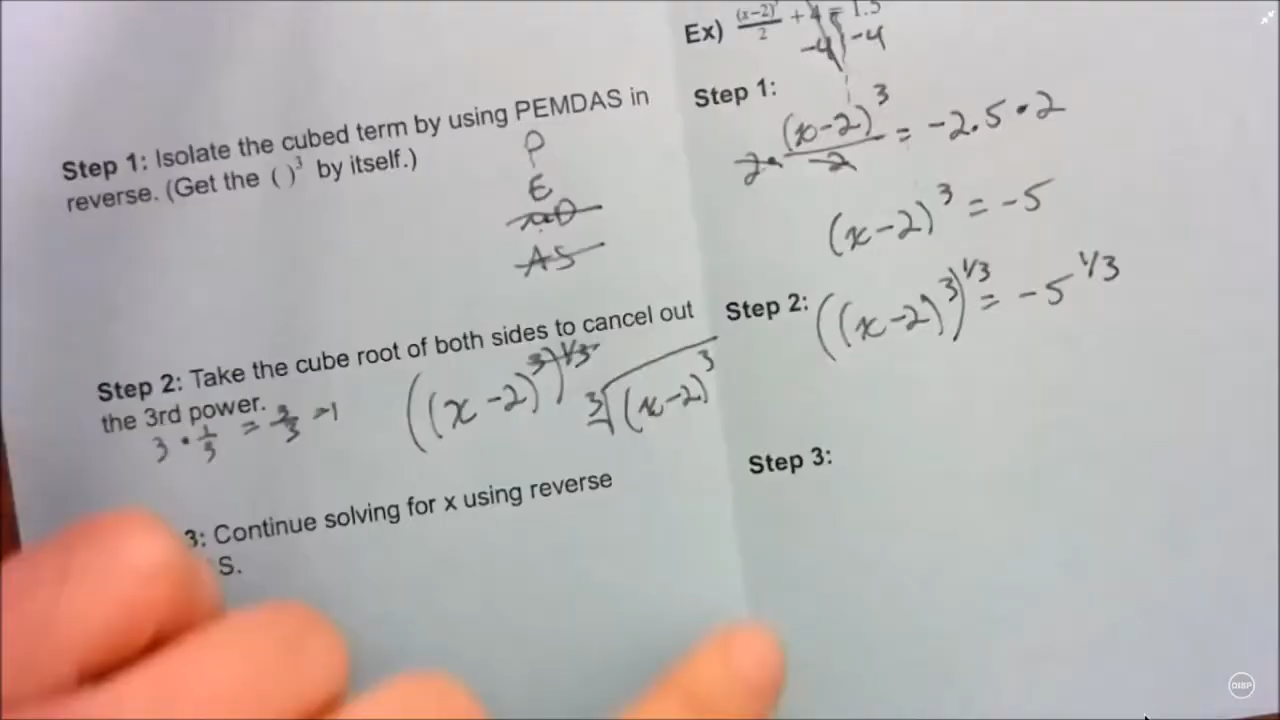 Ex) (x-2)³/2 + 4 = 1.5
-4 | -4
Step 1: Isolate the cubed term by using PEMDAS in
reverse. (Get the ( )³ by itself.)
P
E
MD
AS
Step 1:
2 • (x-2)³/2 = -2.5 • 2
(x-2)³ = -5
Step 2: Take the cube root of both sides to cancel out
the 3rd power.
3 • 1/3 = 3/3 = 1
((x-2)³)^1/3
³√(x-2)³
Step 2: ((x-2)³)^1/3 = -5^1/3
3: Continue solving for x using reverse
S.
Step 3:
DISP